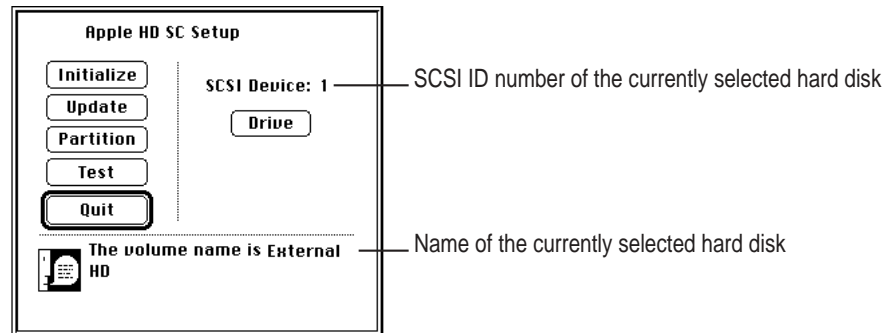 Apple HD SC Setup
Initialize
Update
Partition
Test
Quit
SCSI Device: 1
Drive
The volume name is External
HD
SCSI ID number of the currently selected hard disk
Name of the currently selected hard disk